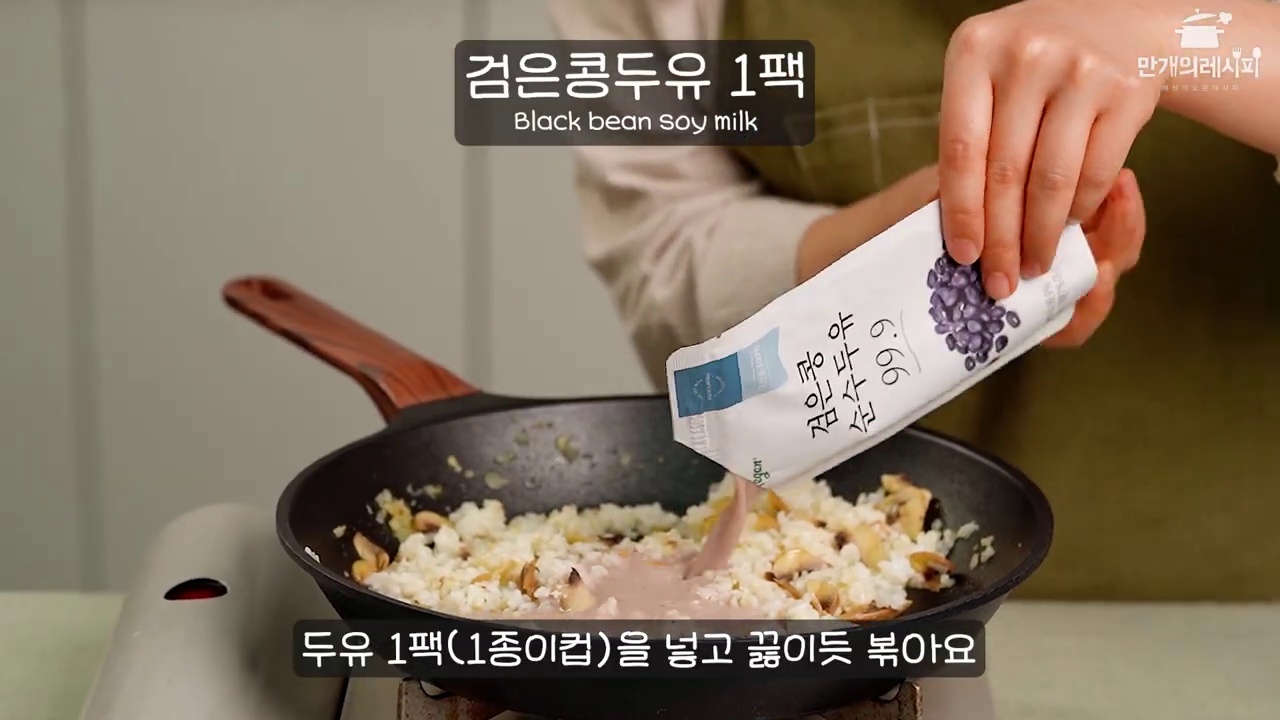 검은콩두유 1팩
Black bean soy milk
만개의레시피
검은콩
순수두유
99.9
두유 1팩(1종이컵)을 넣고 끓이듯 볶아요